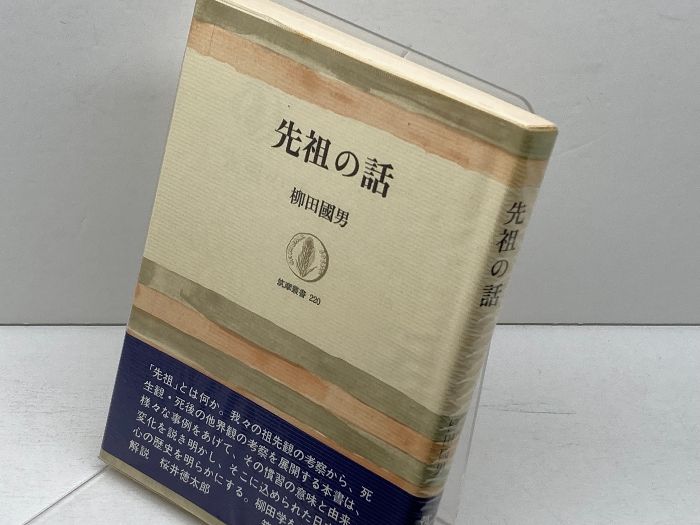 先祖の話
柳田國男
筑摩叢書 220
「先祖」とは何か。我々の祖先観の考察から、死
生観・死後の他界観の考察を展開する本書は、
様々な事例をあげて、その慣習の意味と由来
変化を説き明かし、そこに込められた日
心の歴史を明らかにする。柳田学
解説 桜井徳太郎
先祖の話